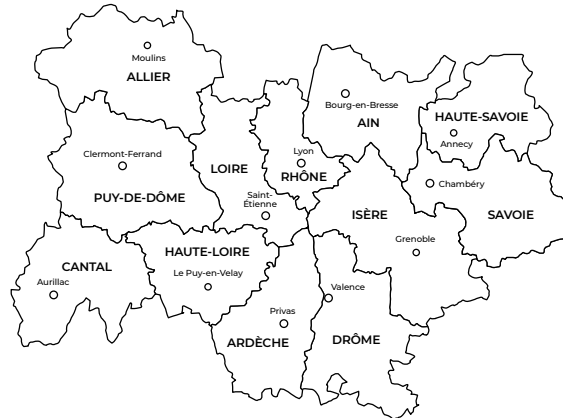 Moulins
ALLIER
Bourg-en-Bresse
AIN
HAUTE-SAVOIE
Annecy
Clermont-Ferrand
PUY-DE-DÔME
LOIRE
Lyon
RHÔNE
Saint-
Étienne
Chambéry
SAVOIE
ISÈRE
Grenoble
CANTAL
Aurillac
HAUTE-LOIRE
Le Puy-en-Velay
Valence
Privas
ARDÈCHE
DRÔME